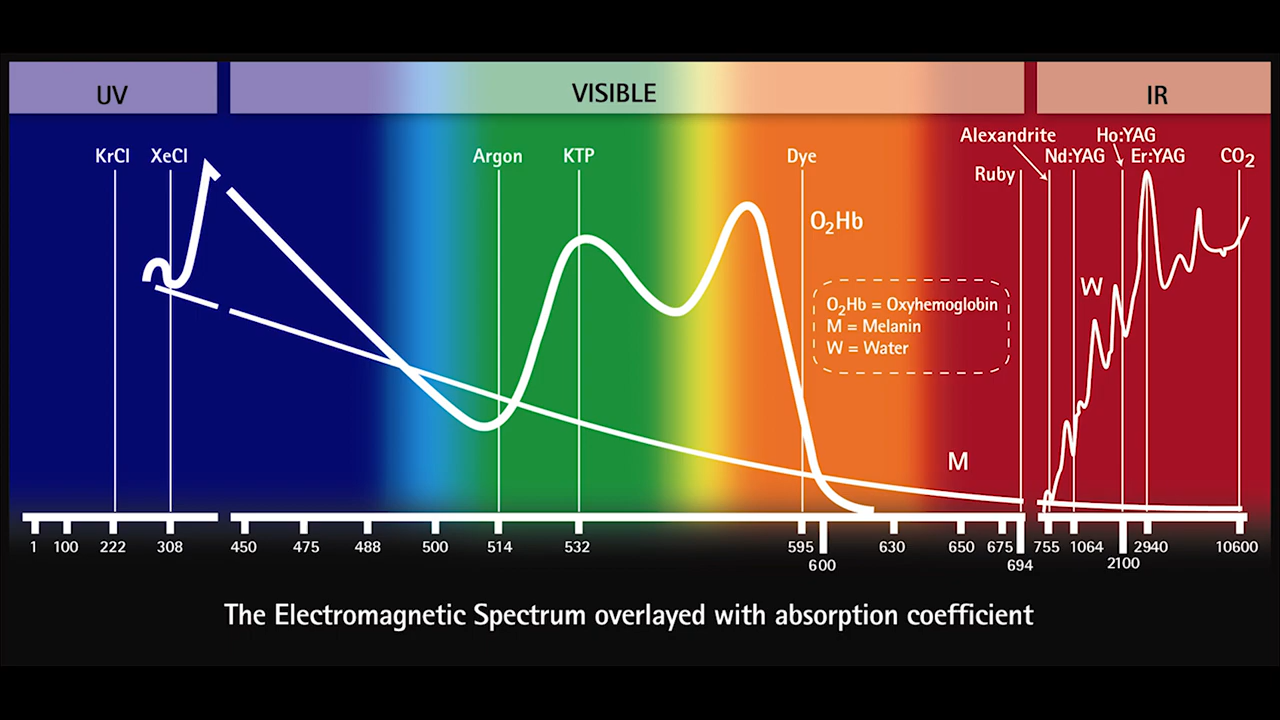 UV
VISIBLE
IR
KrCl
XeCl
Argon
KTP
Dye
Ruby
Alexandrite
Nd:YAG
Ho:YAG
Er:YAG
CO₂
O₂Hb
O₂Hb = Oxyhemoglobin
M = Melanin
W = Water
W
M
1 100 222 308 450 475 488 500 514 532 595 600 630 650 675 694 755 1064 2100 2940 10600
The Electromagnetic Spectrum overlayed with absorption coefficient